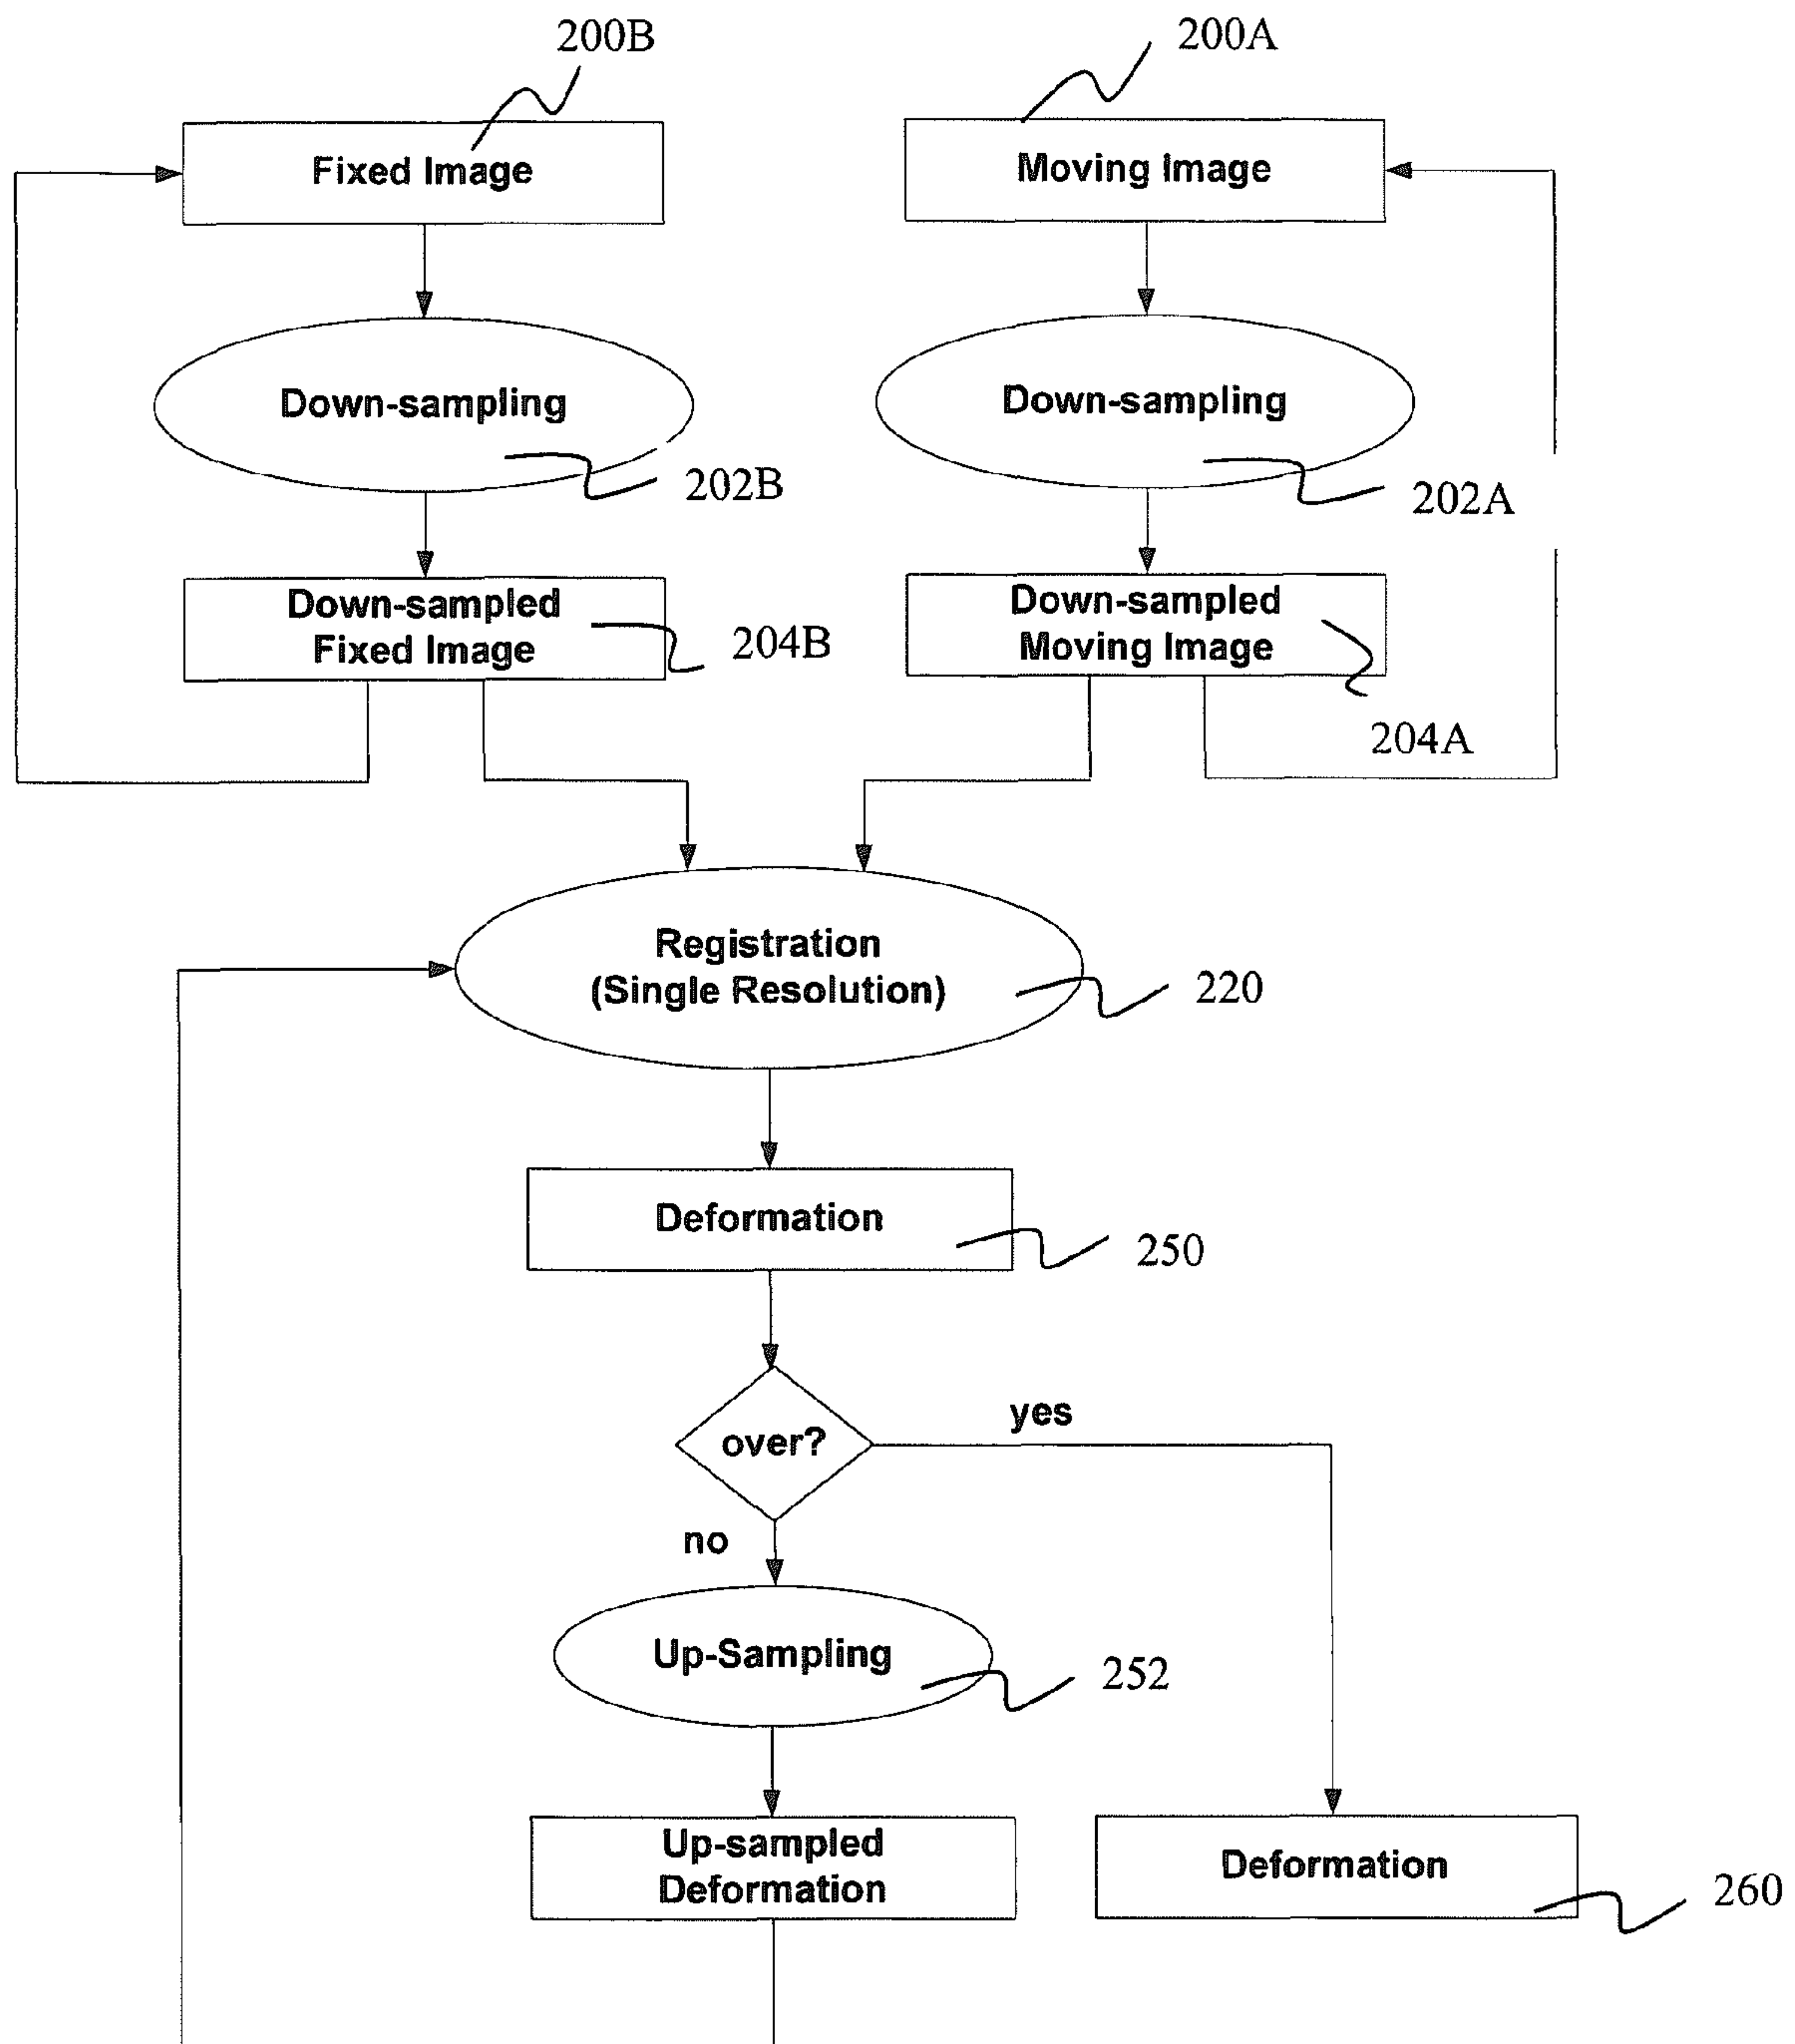 200B
200A
Fixed Image
Moving Image
Down-sampling
Down-sampling
202B
202A
Down-sampled
Fixed Image
204B
Down-sampled
Moving Image
204A
Registration
(Single Resolution)
220
Deformation
250
over?
yes
no
Up-Sampling
252
Up-sampled
Deformation
Deformation
260